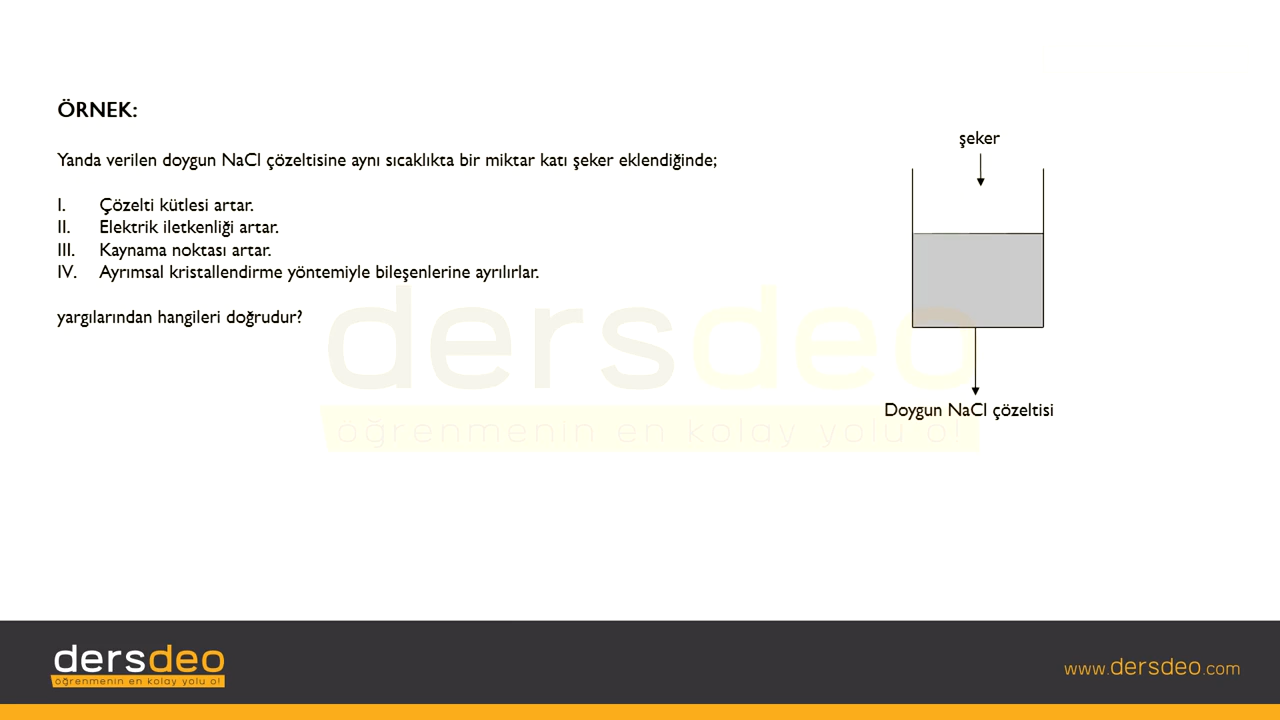 ÖRNEK:
Yanda verilen doygun NaCl çözeltisine aynı sıcaklıkta bir miktar katı şeker eklendiğinde;
I. Çözelti kütlesi artar.
II. Elektrik iletkenliği artar.
III. Kaynama noktası artar.
IV. Ayrımsal kristallendirme yöntemiyle bileşenlerine ayrılırlar.
yargılarından hangileri doğrudur?
şeker
Doygun NaCl çözeltisi
dersdeo
öğrenmenin en kolay yolu o!
dersdeo
öğrenmenin en kolay yolu o!
www.dersdeo.com